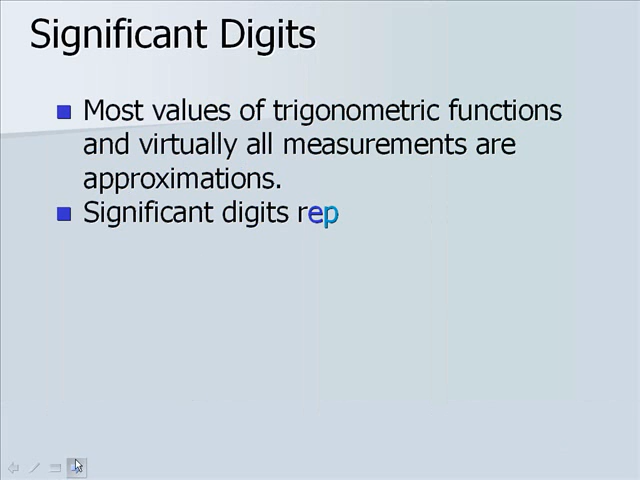 Significant Digits
Most values of trigonometric functions
and virtually all measurements are
approximations.
Significant digits rep